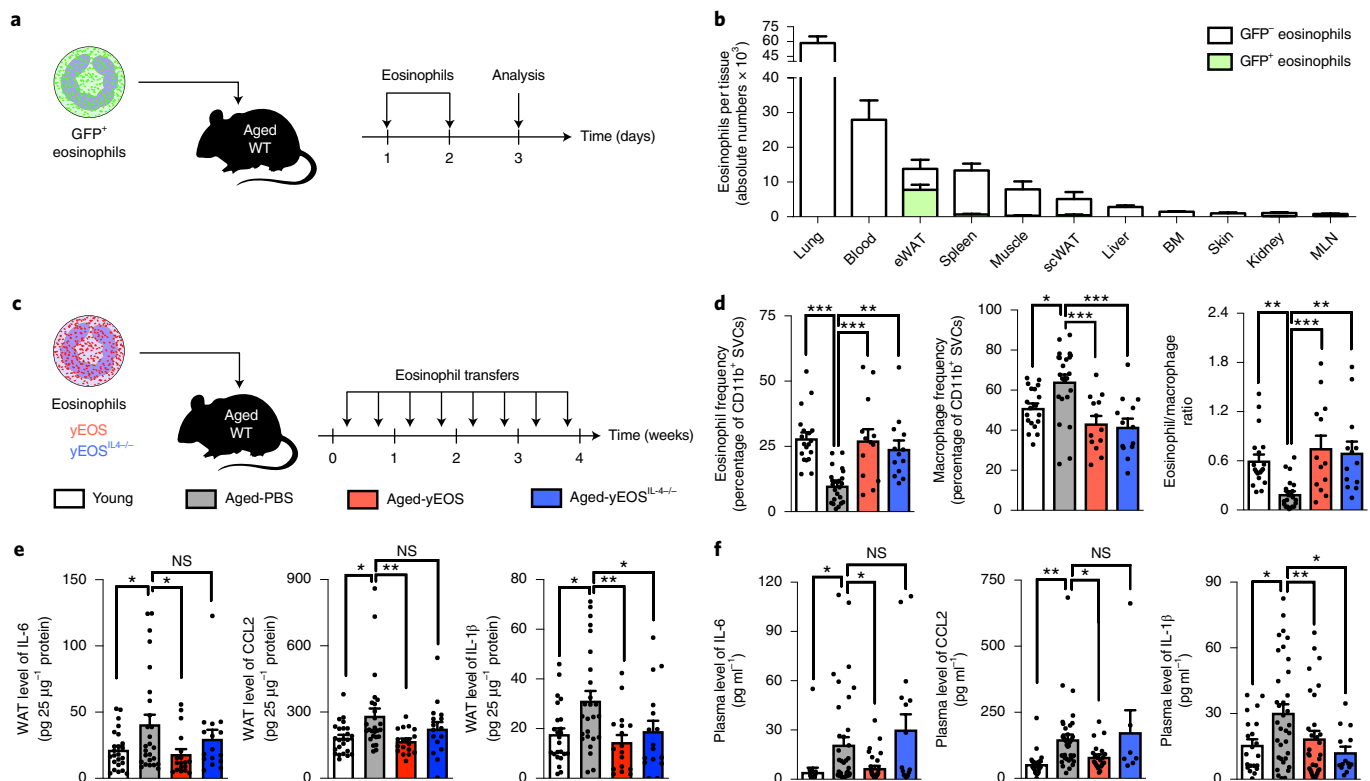 a
GFP+
eosinophils
Aged
WT
Eosinophils
Analysis
1
2
3
Time (days)
b
Eosinophils per tissue
(absolute numbers × 10³)
60
45
40
30
20
10
0
GFP⁻ eosinophils
GFP⁺ eosinophils
Lung
Blood
eWAT
Spleen
Muscle
scWAT
Liver
BM
Skin
Kidney
MLN
c
Eosinophils
yEOS
yEOS^IL4–/–
Aged
WT
Eosinophil transfers
0
1
2
3
4
Time (weeks)
Young
Aged-PBS
Aged-yEOS
Aged-yEOS^IL-4–/–
d
Eosinophil frequency
(percentage of CD11b⁺ SVCs)
75
50
25
0
***
***
**
Macrophage frequency
(percentage of CD11b⁺ SVCs)
100
80
60
40
20
0
*
***
***
Eosinophil/macrophage
ratio
2.4
1.8
1.2
0.6
0
**
***
**
e
WAT level of IL-6
(pg 25 µg⁻¹ protein)
150
100
50
0
*
*
NS
WAT level of CCL2
(pg 25 µg⁻¹ protein)
900
600
300
0
*
**
NS
WAT level of IL-1β
(pg 25 µg⁻¹ protein)
80
60
40
20
0
*
**
*
f
Plasma level of IL-6
(pg ml⁻¹)
120
90
60
30
0
*
*
NS
Plasma level of CCL2
(pg ml⁻¹)
750
500
250
0
**
*
NS
Plasma level of IL-1β
(pg ml⁻¹)
90
60
30
0
*
**
*